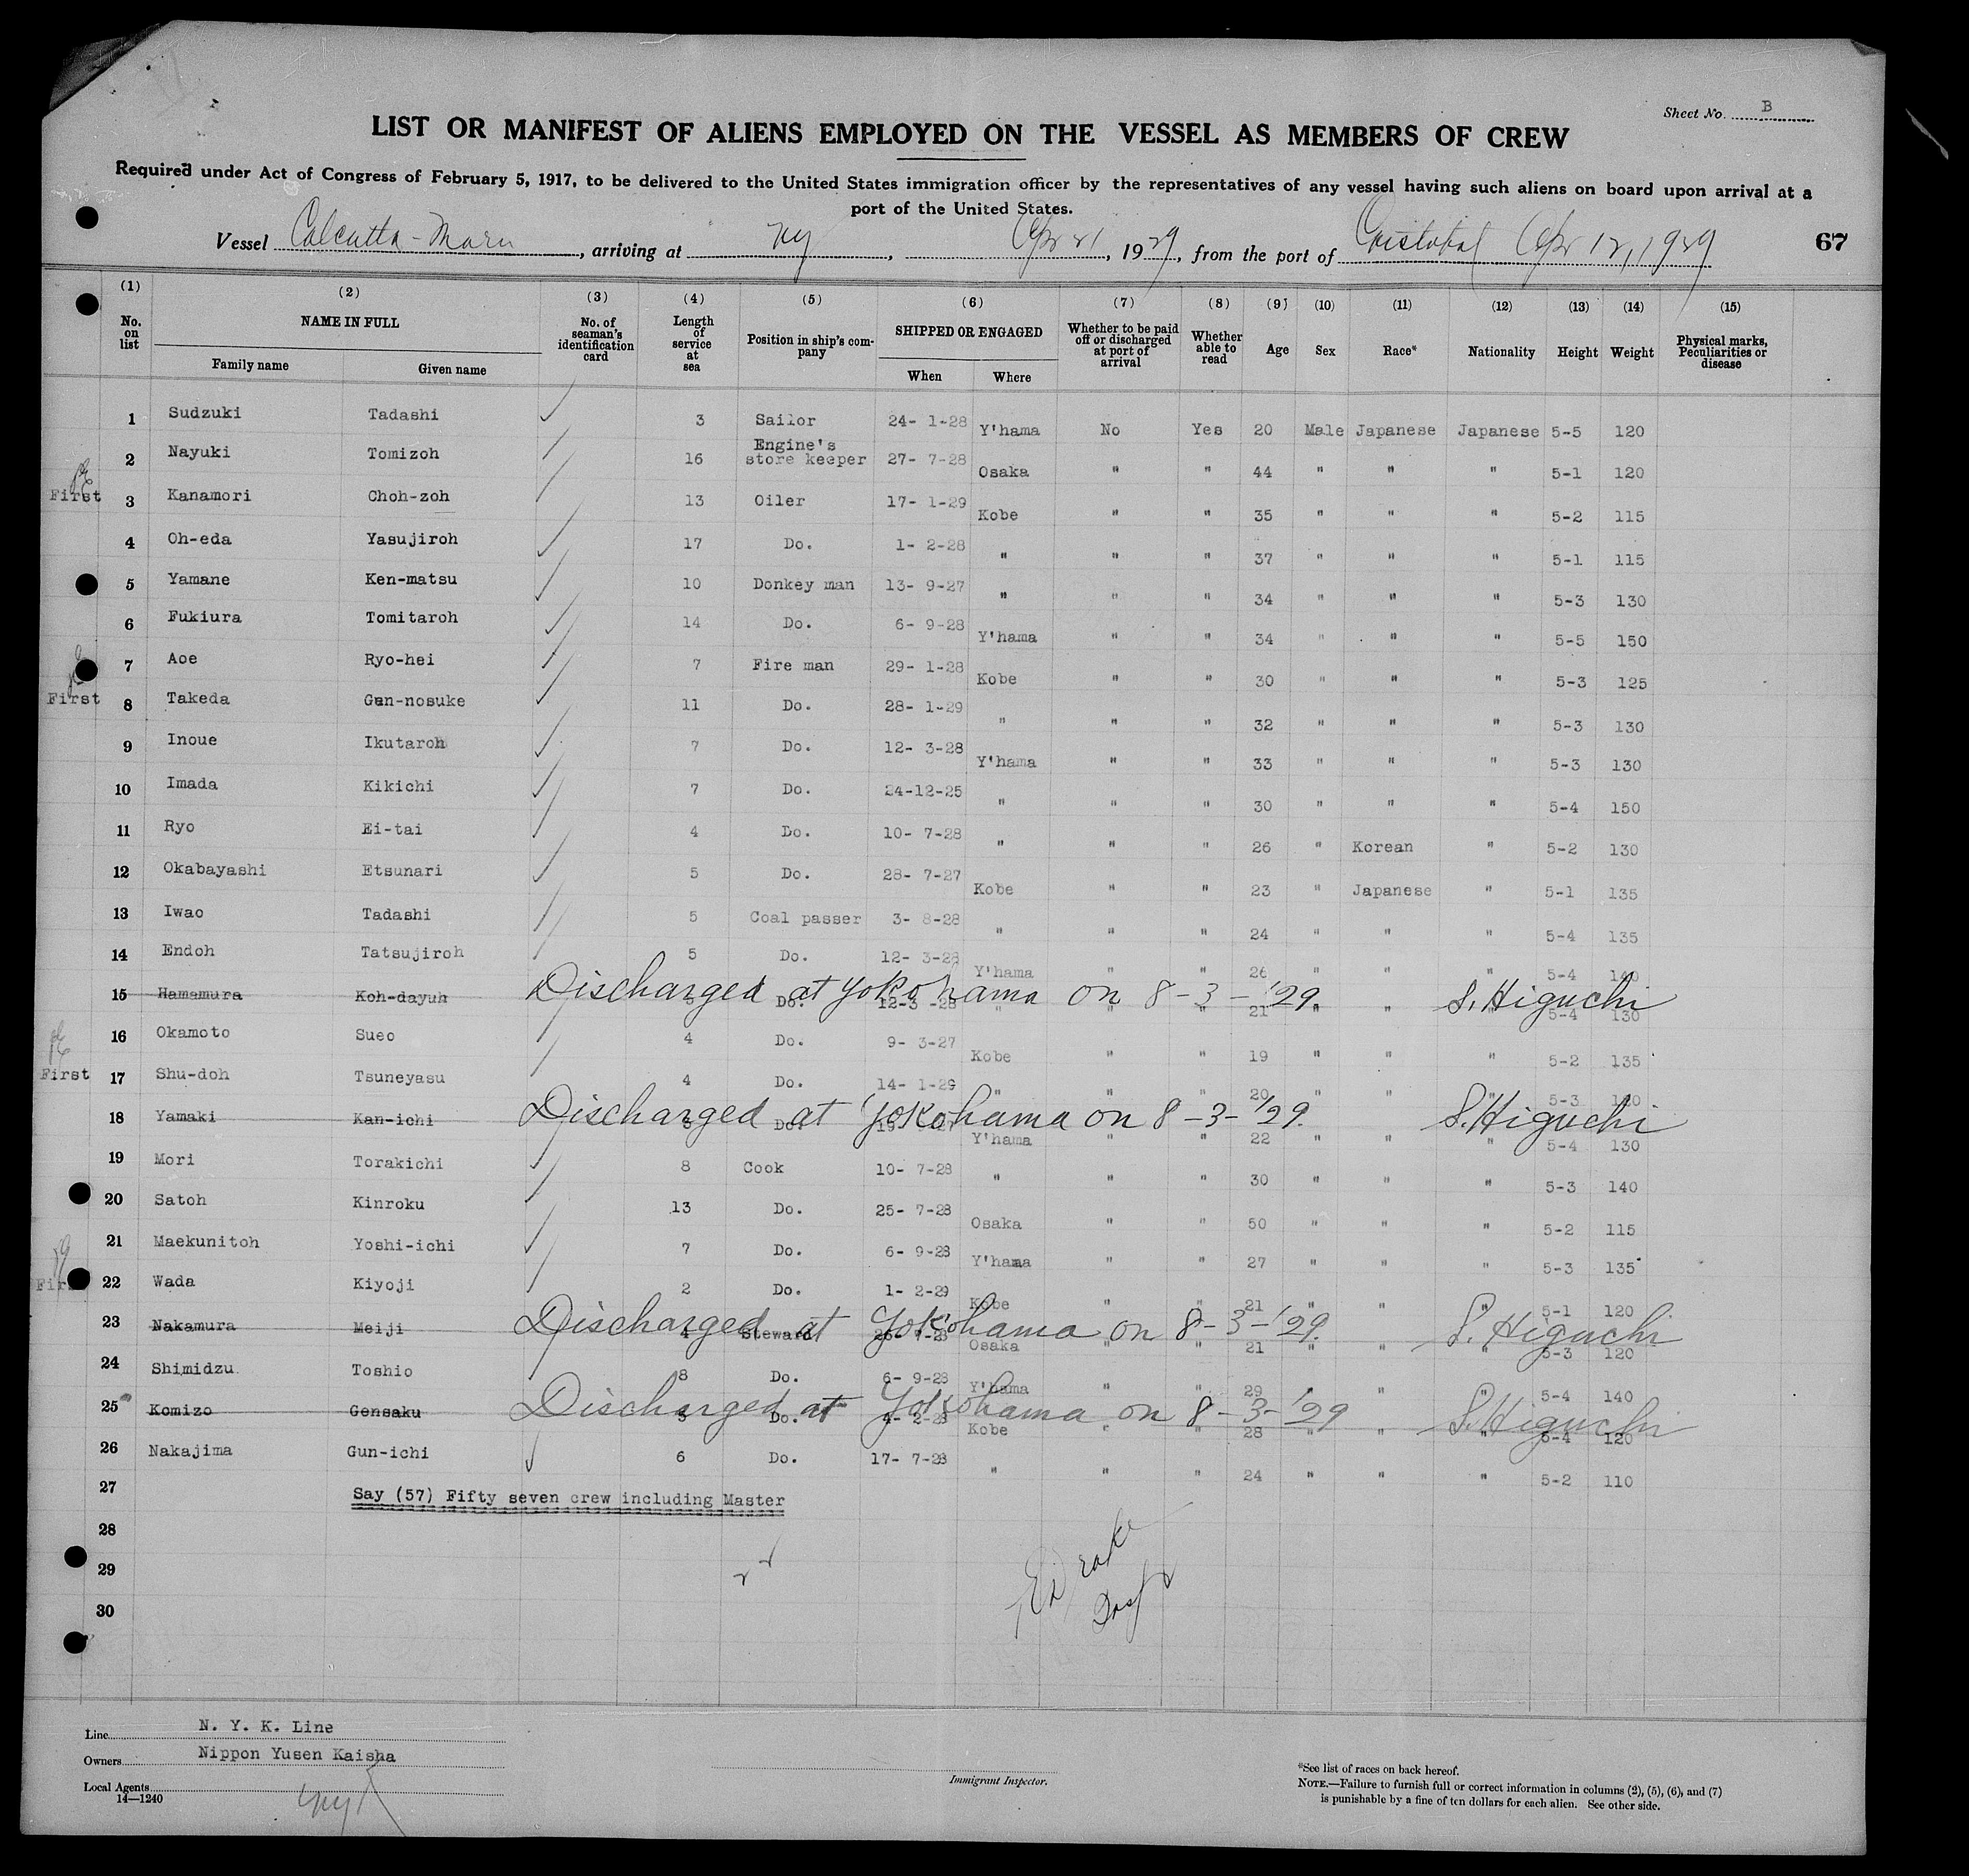 Sheet No. B
LIST OR MANIFEST OF ALIENS EMPLOYED ON THE VESSEL AS MEMBERS OF CREW
Required under Act of Congress of February 5, 1917, to be delivered to the United States immigration officer by the representatives of any vessel having such aliens on board upon arrival at a
port of the United States.
Vessel Calcutta-Maru, arriving at NY, Apr 21, 1929, from the port of Cristobal Apr 12, 1929 67
(1) (2) (3) (4) (5) (6) (7) (8) (9) (10) (11) (12) (13) (14) (15)
No. on list NAME IN FULL Family name Given name No. of seaman's identification card Length of service at sea Position in ship's company SHIPPED OR ENGAGED When Where Whether to be paid off or discharged at port of arrival Whether able to read Age Sex Race* Nationality Height Weight Physical marks, Peculiarities or disease
1 Sudzuki Tadashi 3 Sailor 24- 1-28 Y'hama No Yes 20 Male Japanese Japanese 5-5 120
2 Nayuki Tomizoh 16 Engine's store keeper 27- 7-28 Osaka " " 44 " " " 5-1 120
First 3 Kanamori Choh-zoh 13 Oiler 17- 1-29 Kobe " " 35 " " " 5-2 115
4 Oh-eda Yasujiroh 17 Do. 1- 2-28 " " " 37 " " " 5-1 115
5 Yamane Ken-matsu 10 Donkey man 13- 9-27 " " " 34 " " " 5-3 130
6 Fukiura Tomitaroh 14 Do. 6- 9-28 Y'hama " " 34 " " " 5-5 150
7 Aoe Ryo-hei 7 Fire man 29- 1-28 Kobe " " 30 " " " 5-3 125
First 8 Takeda Gen-nosuke 11 Do. 28- 1-29 " " " 32 " " " 5-3 130
9 Inoue Ikutaroh 7 Do. 12- 3-28 Y'hama " " 33 " " " 5-3 130
10 Imada Kikichi 7 Do. 24-12-25 " " " 30 " " " 5-4 150
11 Ryo Ei-tai 4 Do. 10- 7-28 " " " 26 " Korean " 5-2 130
12 Okabayashi Etsunari 5 Do. 28- 7-27 Kobe " " 23 " Japanese " 5-1 135
13 Iwao Tadashi 5 Coal passer 3- 8-28 " " " 24 " " " 5-4 135
14 Endoh Tatsujiroh 5 Do. 12- 3-28 Y'hama " " 26 " " " 5-4 140
15 Hamamura Koh-dayuh Do. 12-3 -28 " " " 21 " " " 5-4 130
Discharged at Yokohama on 8-3-'29. S. Higuchi
16 Okamoto Sueo 4 Do. 9- 3-27 Kobe " " 19 " " " 5-2 135
First 17 Shu-doh Tsuneyasu 4 Do. 14- 1-29 " " " 20 " " " 5-3
18 Yamaki Kan-ichi Do. Y'hama " " 22 " " " 5-4 130
Discharged at Yokohama on 8-3-'29. S. Higuchi
19 Mori Torakichi 8 Cook 10- 7-28 " " " 30 " " " 5-3 140
20 Satoh Kinroku 13 Do. 25- 7-28 Osaka " " 50 " " " 5-2 115
21 Maekunitoh Yoshi-ichi 7 Do. 6- 9-28 Y'hama " " 27 " " " 5-3 135
22 Wada Kiyoji 2 Do. 1- 2-29 Kobe " " 21 " " " 5-1 120
23 Nakamura Meiji 4 Steward Osaka " " 21 " " " 5-3 120
Discharged at Yokohama on 8-3-'29. S. Higuchi
24 Shimidzu Toshio 8 Do. 6- 9-28 Y'hama " " 29 " " " 5-4 140
25 Komizo Gensaku Do. Kobe " " 28 " " " 5-4 120
Discharged at Yokohama on 8-3-'29 S. Higuchi
26 Nakajima Gun-ichi 6 Do. 17- 7-28 " " " 24 " " " 5-2 110
27 Say (57) Fifty seven crew including Master
28
29
30
Line N. Y. K. Line
Owners Nippon Yusen Kaisha
Local Agents
14—1240
Immigrant Inspector.
*See list of races on back hereof.
NOTE.—Failure to furnish full or correct information in columns (2), (5), (6), and (7)
is punishable by a fine of ten dollars for each alien. See other side.